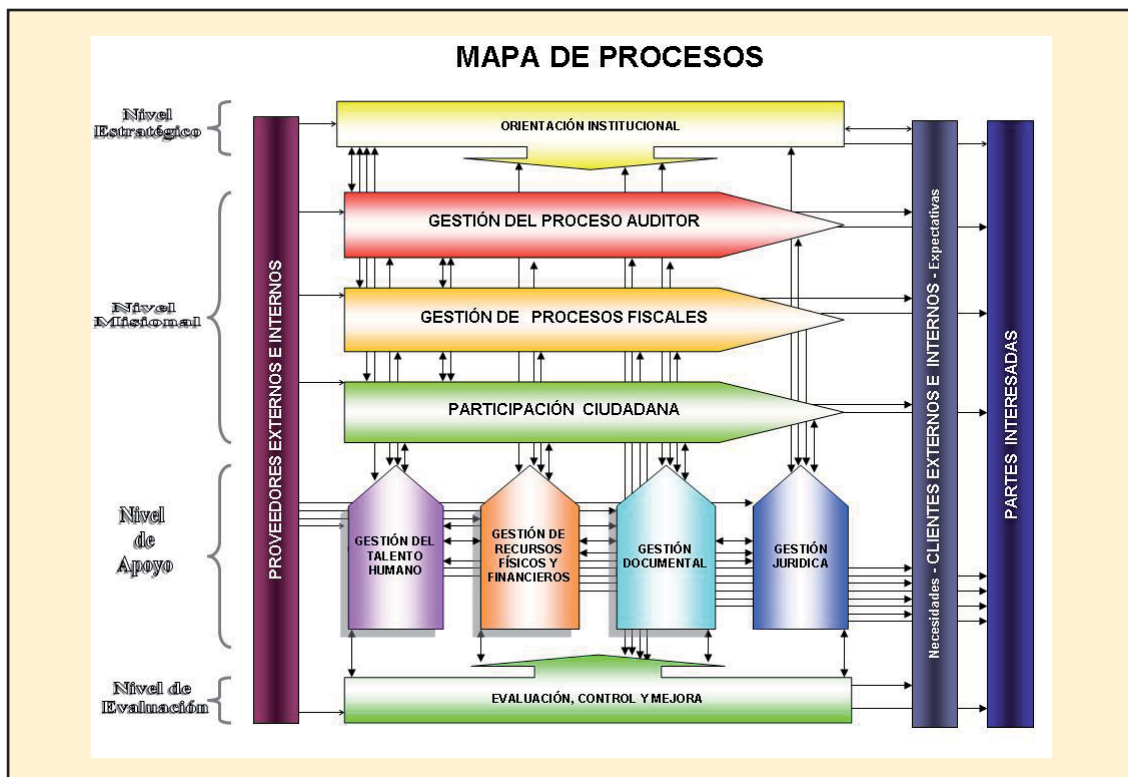 MAPA DE PROCESOS
Nivel
Estratégico
ORIENTACIÓN INSTITUCIONAL
Nivel
Misional
GESTIÓN DEL PROCESO AUDITOR
GESTIÓN DE PROCESOS FISCALES
PARTICIPACIÓN CIUDADANA
Nivel
de
Apoyo
GESTIÓN DEL
TALENTO
HUMANO
GESTIÓN DE
RECURSOS
FÍSICOS Y
FINANCIEROS
GESTIÓN
DOCUMENTAL
GESTIÓN
JURIDICA
Nivel de
Evaluación
EVALUACIÓN, CONTROL Y MEJORA
PROVEEDORES EXTERNOS E INTERNOS
Necesidades - CLIENTES EXTERNOS E INTERNOS - Expectativas
PARTES INTERESADAS